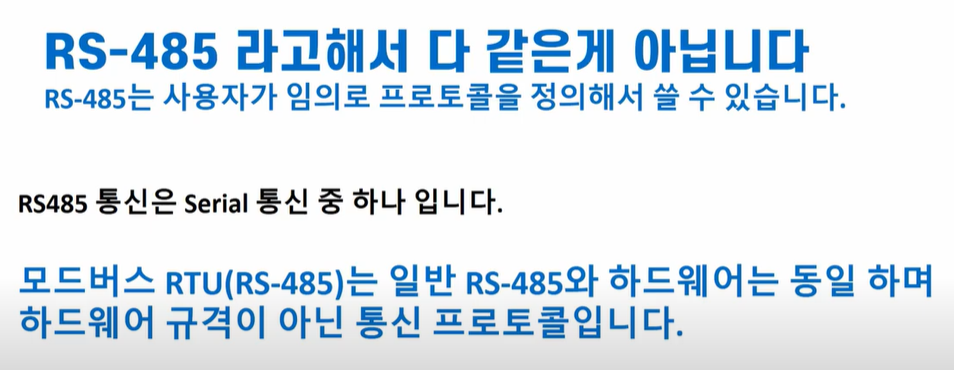 RS-485 라고해서 다 같은게 아닙니다
RS-485는 사용자가 임의로 프로토콜을 정의해서 쓸 수 있습니다.
RS485 통신은 Serial 통신 중 하나 입니다.
모드버스 RTU(RS-485)는 일반 RS-485와 하드웨어는 동일 하며
하드웨어 규격이 아닌 통신 프로토콜입니다.